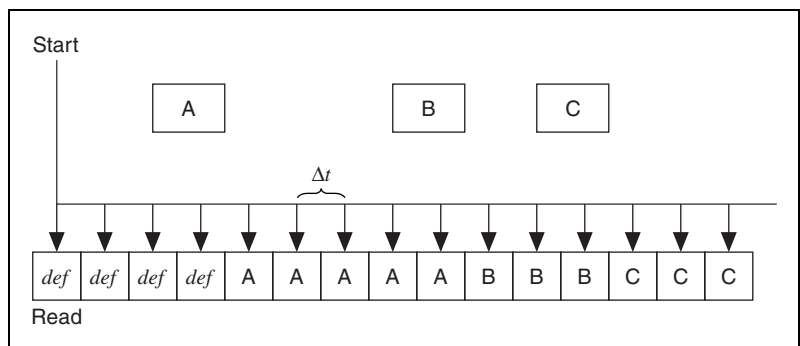 Start
A B C
Δt
def def def def A A A A A B B B C C C
Read